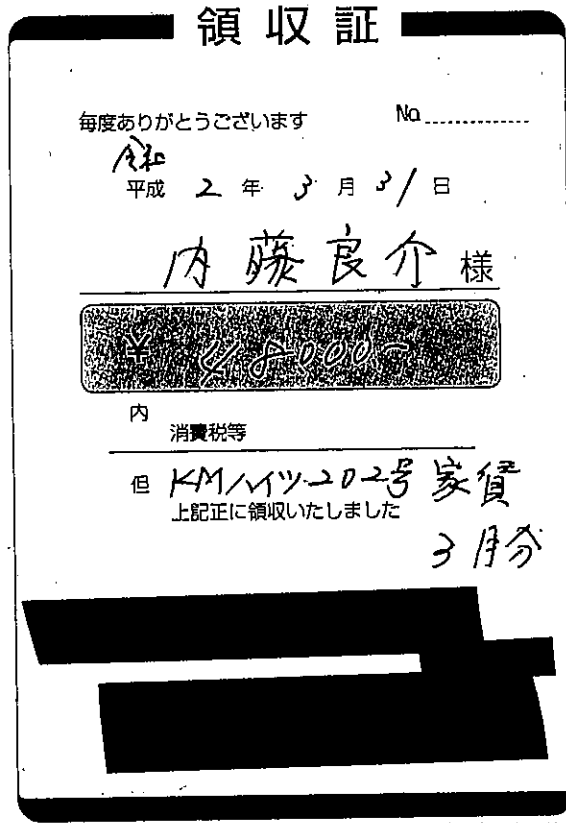 領収証
毎度ありがとうございます No
令和
平成 2 年 3 月 31 日
内藤良介 様
¥ 48,000-
内
消費税等
但 KMハイツ202号 家賃
上記正に領収いたしました
3月分